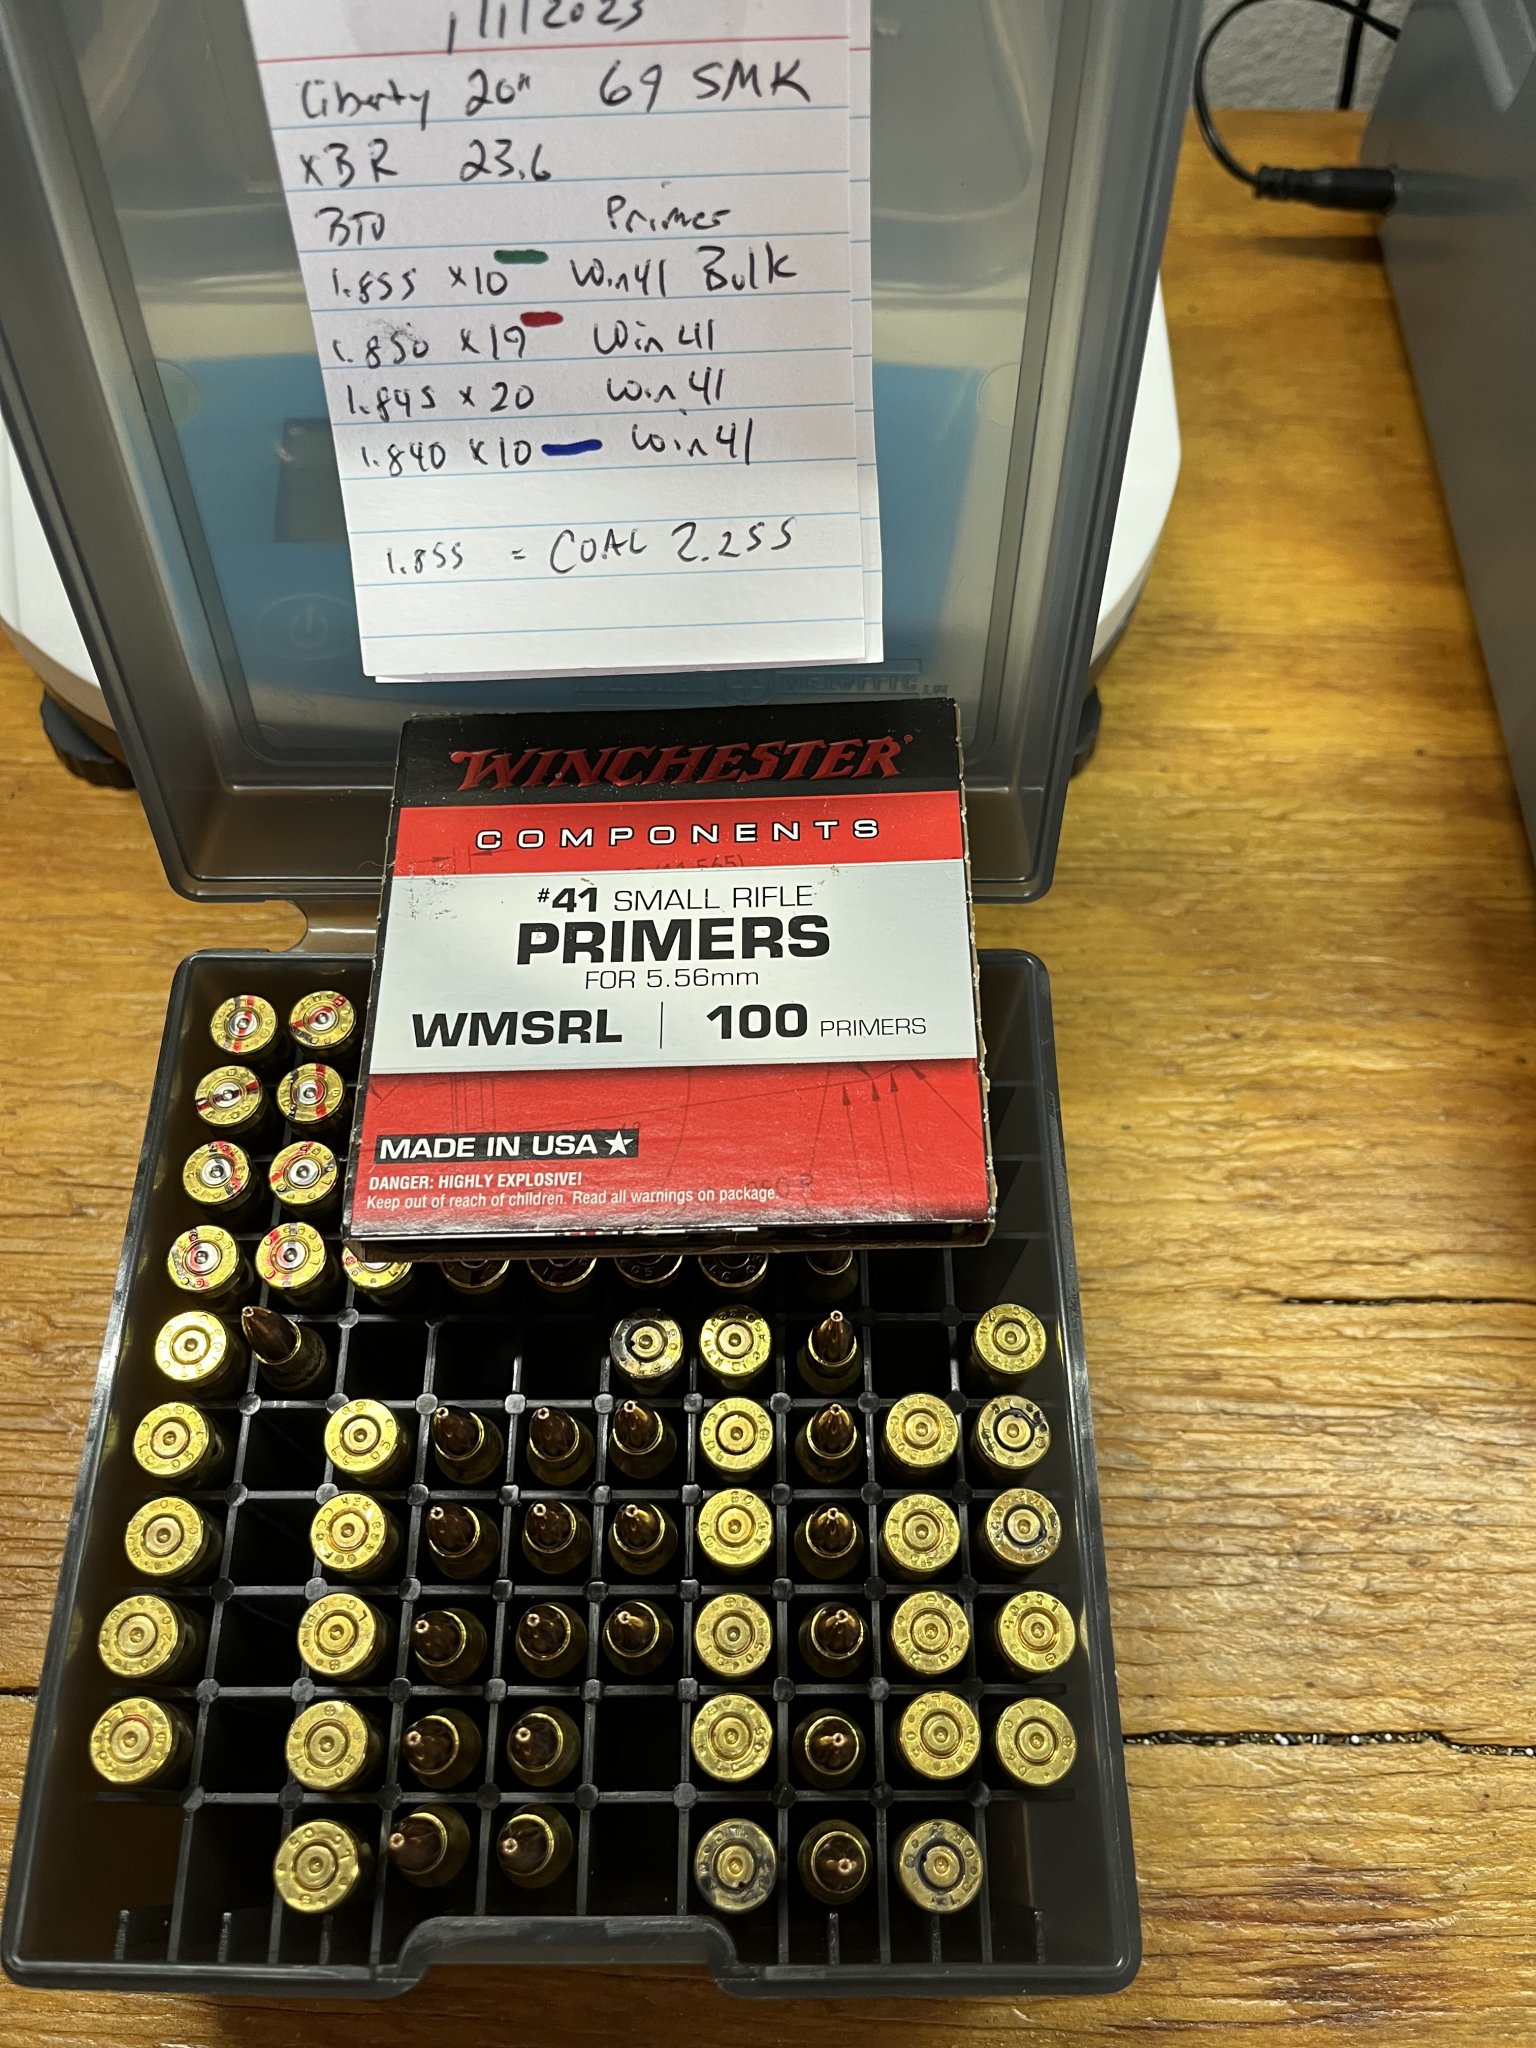 1/1/2023
Liberty 20" 69 SMK
XBR 23.6
BTO Primer
1.855 x10 Win41 Bulk
1.850 x19 Win 41
1.845 x 20 Win 41
1.840 x10 Win 41
1.855 = COAL 2.255
WINCHESTER
COMPONENTS
#41 SMALL RIFLE
PRIMERS
FOR 5.56mm
WMSRL | 100 PRIMERS
MADE IN USA
DANGER: HIGHLY EXPLOSIVE!
Keep out of reach of children. Read all warnings on package.